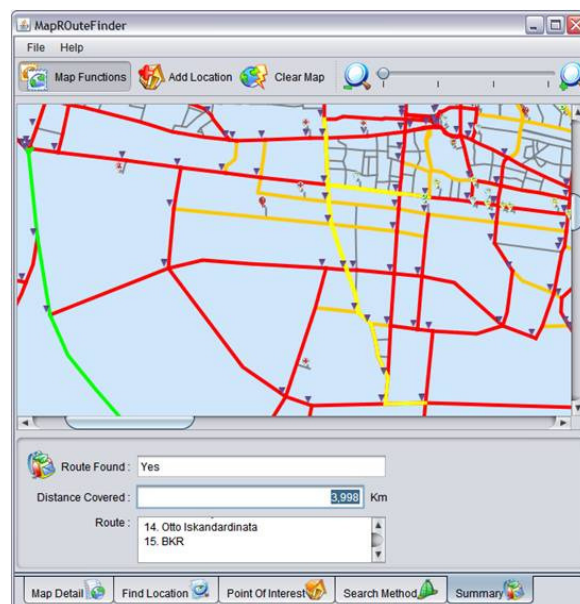 MapROuteFinder
File Help
Map Functions Add Location Clear Map
Route Found : Yes
Distance Covered : 3,998 Km
Route : 14. Otto Iskandardinata
15. BKR
Map Detail Find Location Point Of Interest Search Method Summary